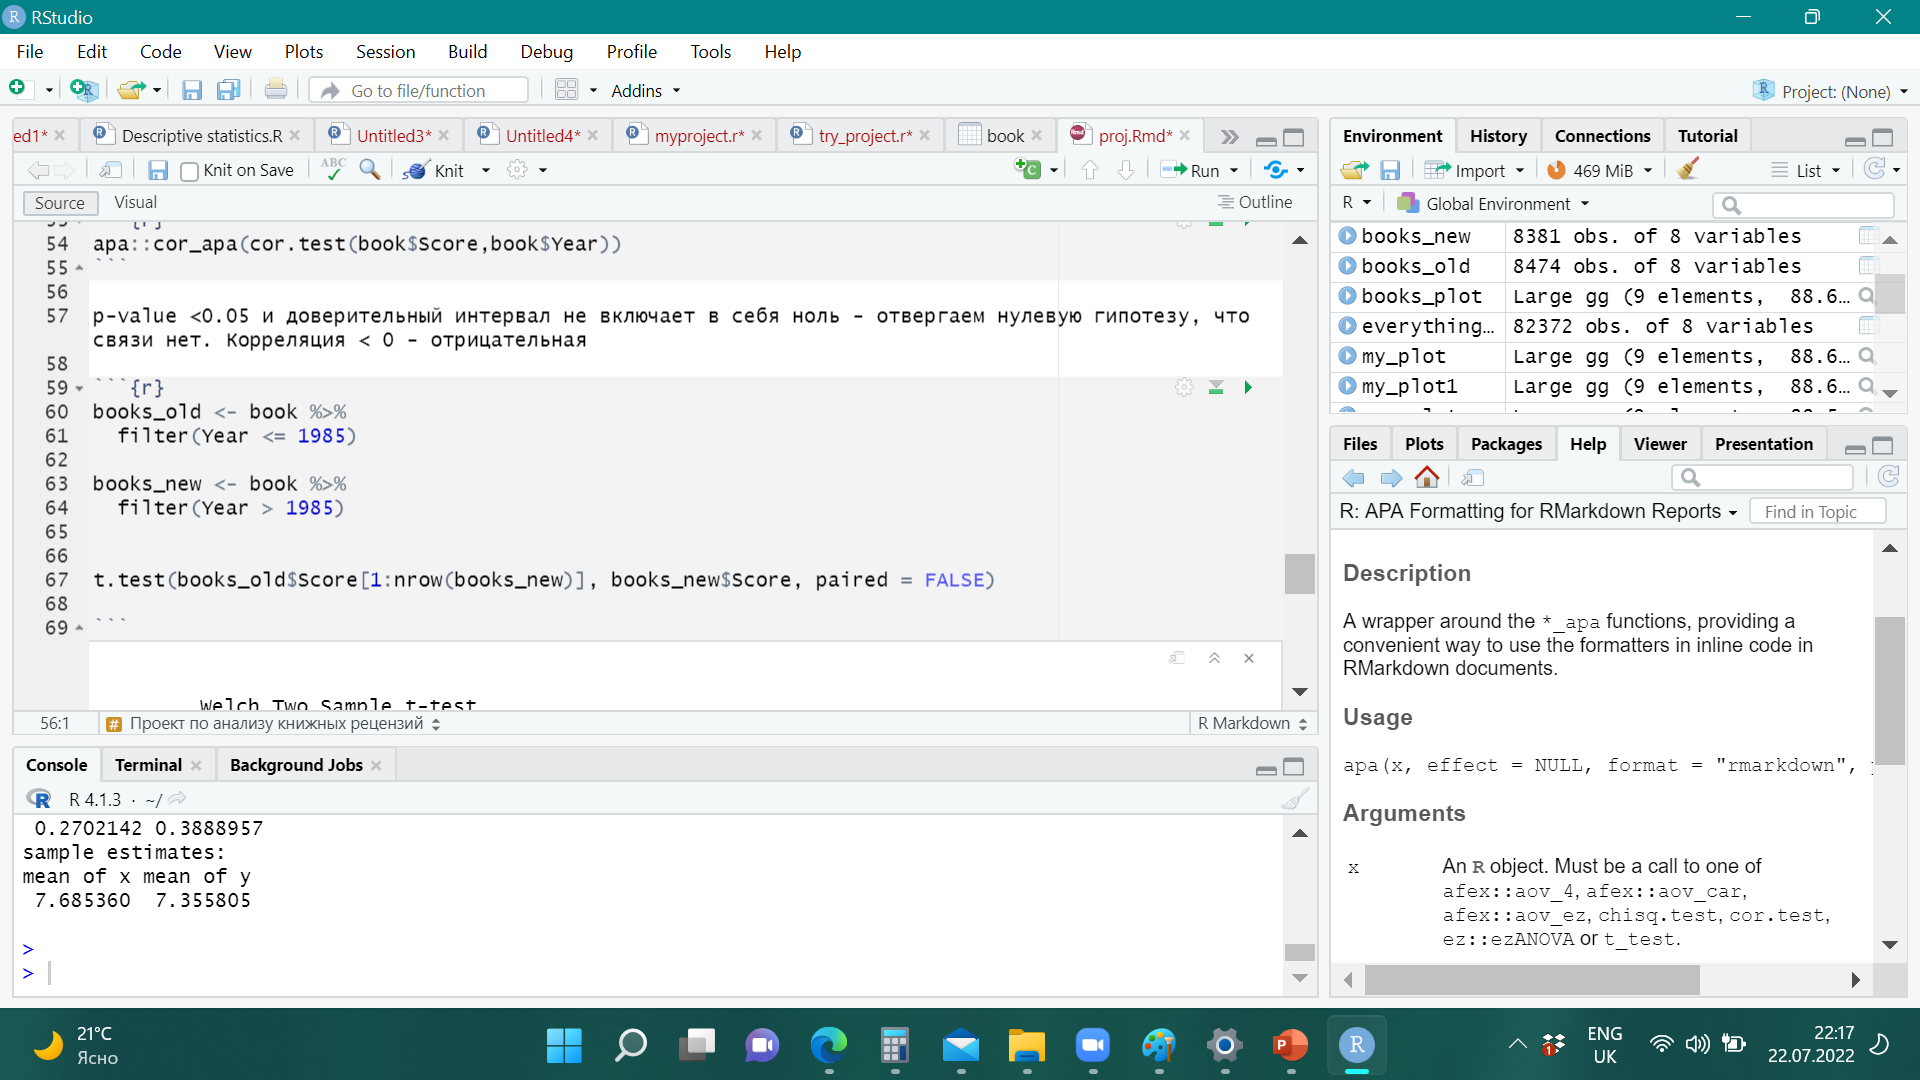 RStudio
File Edit Code View Plots Session Build Debug Profile Tools Help
Go to file/function Addins Project: (None)
ed1* Descriptive statistics.R Untitled3* Untitled4* myproject.r* try_project.r* book proj.Rmd*
Knit on Save ABC Knit Run
Source Visual Outline
54 apa::cor_apa(cor.test(book$Score,book$Year))
55 ```
56
57 p-value <0.05 и доверительный интервал не включает в себя ноль - отвергаем нулевую гипотезу, что
связи нет. Корреляция < 0 - отрицательная
58
59 ```{r}
60 books_old <- book %>%
61 filter(Year <= 1985)
62
63 books_new <- book %>%
64 filter(Year > 1985)
65
66
67 t.test(books_old$Score[1:nrow(books_new)], books_new$Score, paired = FALSE)
68
69 ```
Welch Two Sample t-test
56:1 # Проект по анализу книжных рецензий R Markdown
Console Terminal Background Jobs
R 4.1.3 · ~/
0.2702142 0.3888957
sample estimates:
mean of x mean of y
7.685360 7.355805
>
>
Environment History Connections Tutorial
Import 469 MiB List
R Global Environment
books_new 8381 obs. of 8 variables
books_old 8474 obs. of 8 variables
books_plot Large gg (9 elements, 88.6…
everything… 82372 obs. of 8 variables
my_plot Large gg (9 elements, 88.6…
my_plot1 Large gg (9 elements, 88.6…
Files Plots Packages Help Viewer Presentation
R: APA Formatting for RMarkdown Reports Find in Topic
Description
A wrapper around the *_apa functions, providing a
convenient way to use the formatters in inline code in
RMarkdown documents.
Usage
apa(x, effect = NULL, format = "rmarkdown",
Arguments
x An R object. Must be a call to one of
afex::aov_4, afex::aov_car,
afex::aov_ez, chisq.test, cor.test,
ez::ezANOVA or t_test.
21°C
Ясно
ENG
UK
22:17
22.07.2022